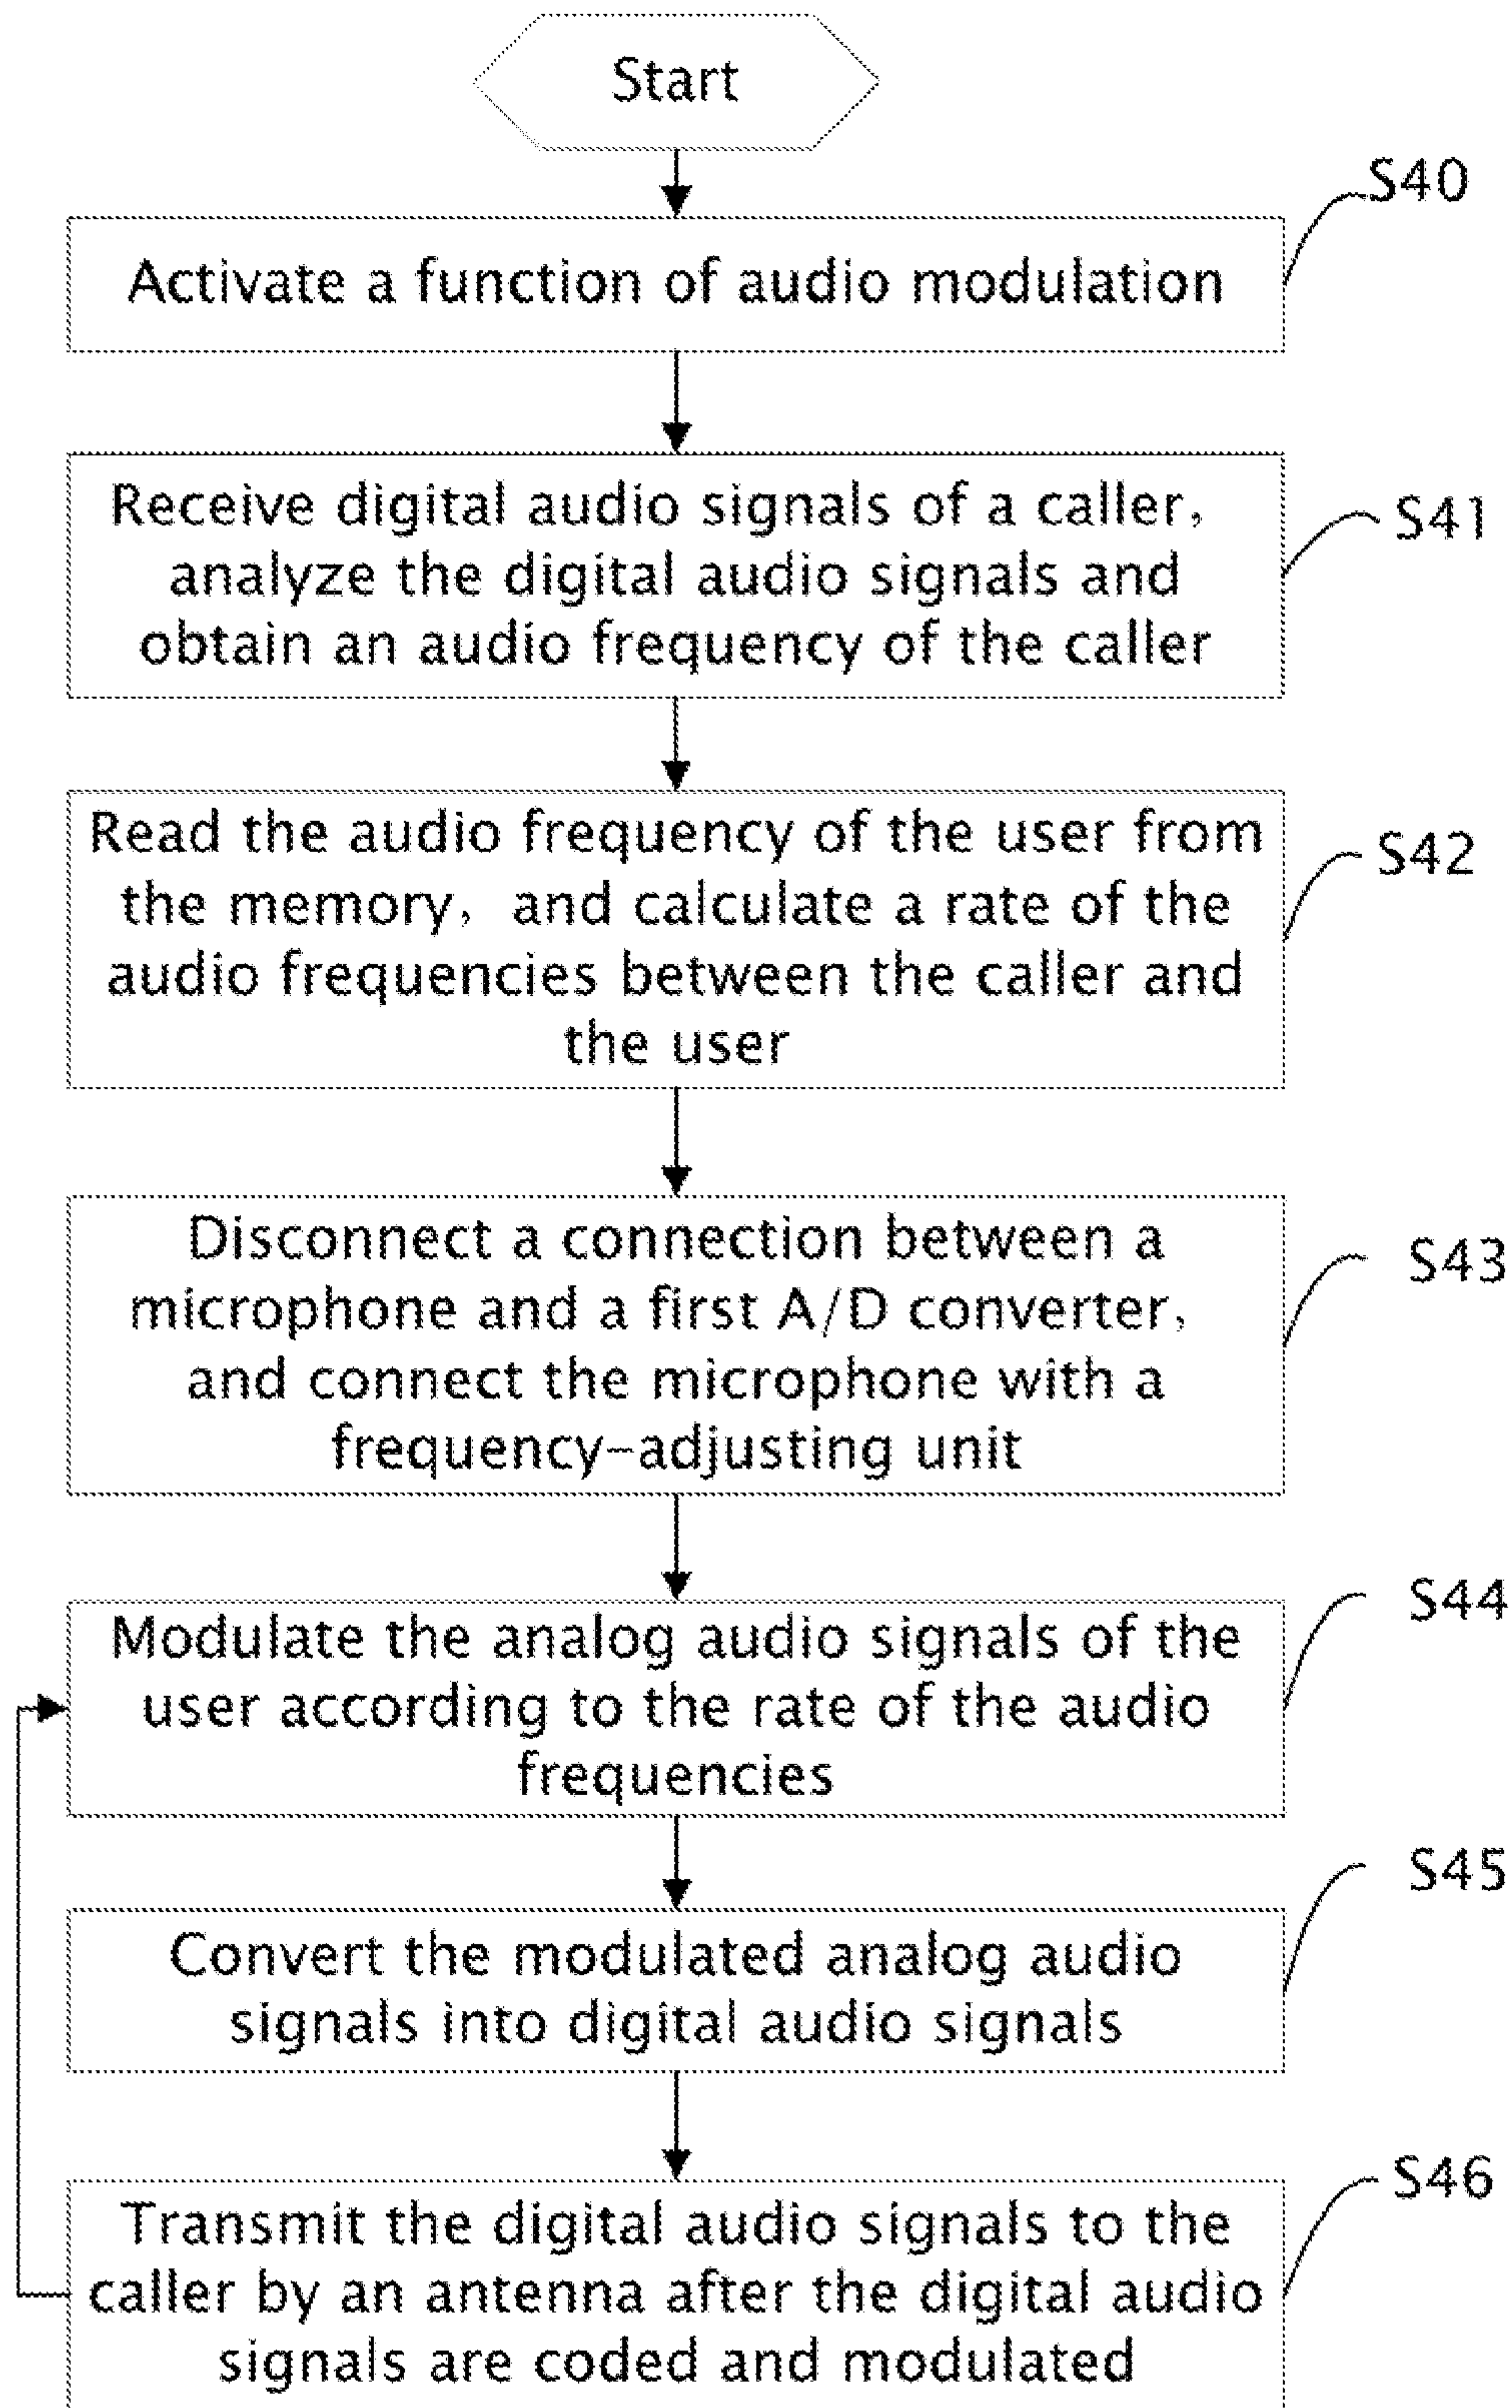 Start
S40
Activate a function of audio modulation
S41
Receive digital audio signals of a caller,
analyze the digital audio signals and
obtain an audio frequency of the caller
S42
Read the audio frequency of the user from
the memory, and calculate a rate of the
audio frequencies between the caller and
the user
S43
Disconnect a connection between a
microphone and a first A/D converter,
and connect the microphone with a
frequency-adjusting unit
S44
Modulate the analog audio signals of the
user according to the rate of the audio
frequencies
S45
Convert the modulated analog audio
signals into digital audio signals
S46
Transmit the digital audio signals to the
caller by an antenna after the digital audio
signals are coded and modulated